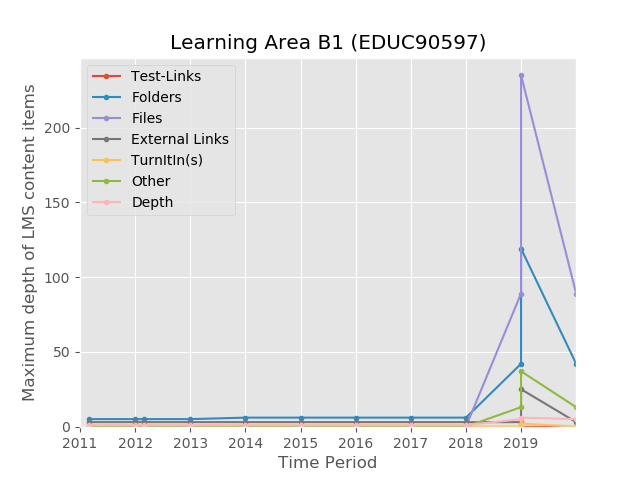 Learning Area B1 (EDUC90597)
Test-Links
Folders
Files
External Links
TurnItIn(s)
Other
Depth
Maximum depth of LMS content items
200
150
100
50
0
2011 2012 2013 2014 2015 2016 2017 2018 2019
Time Period